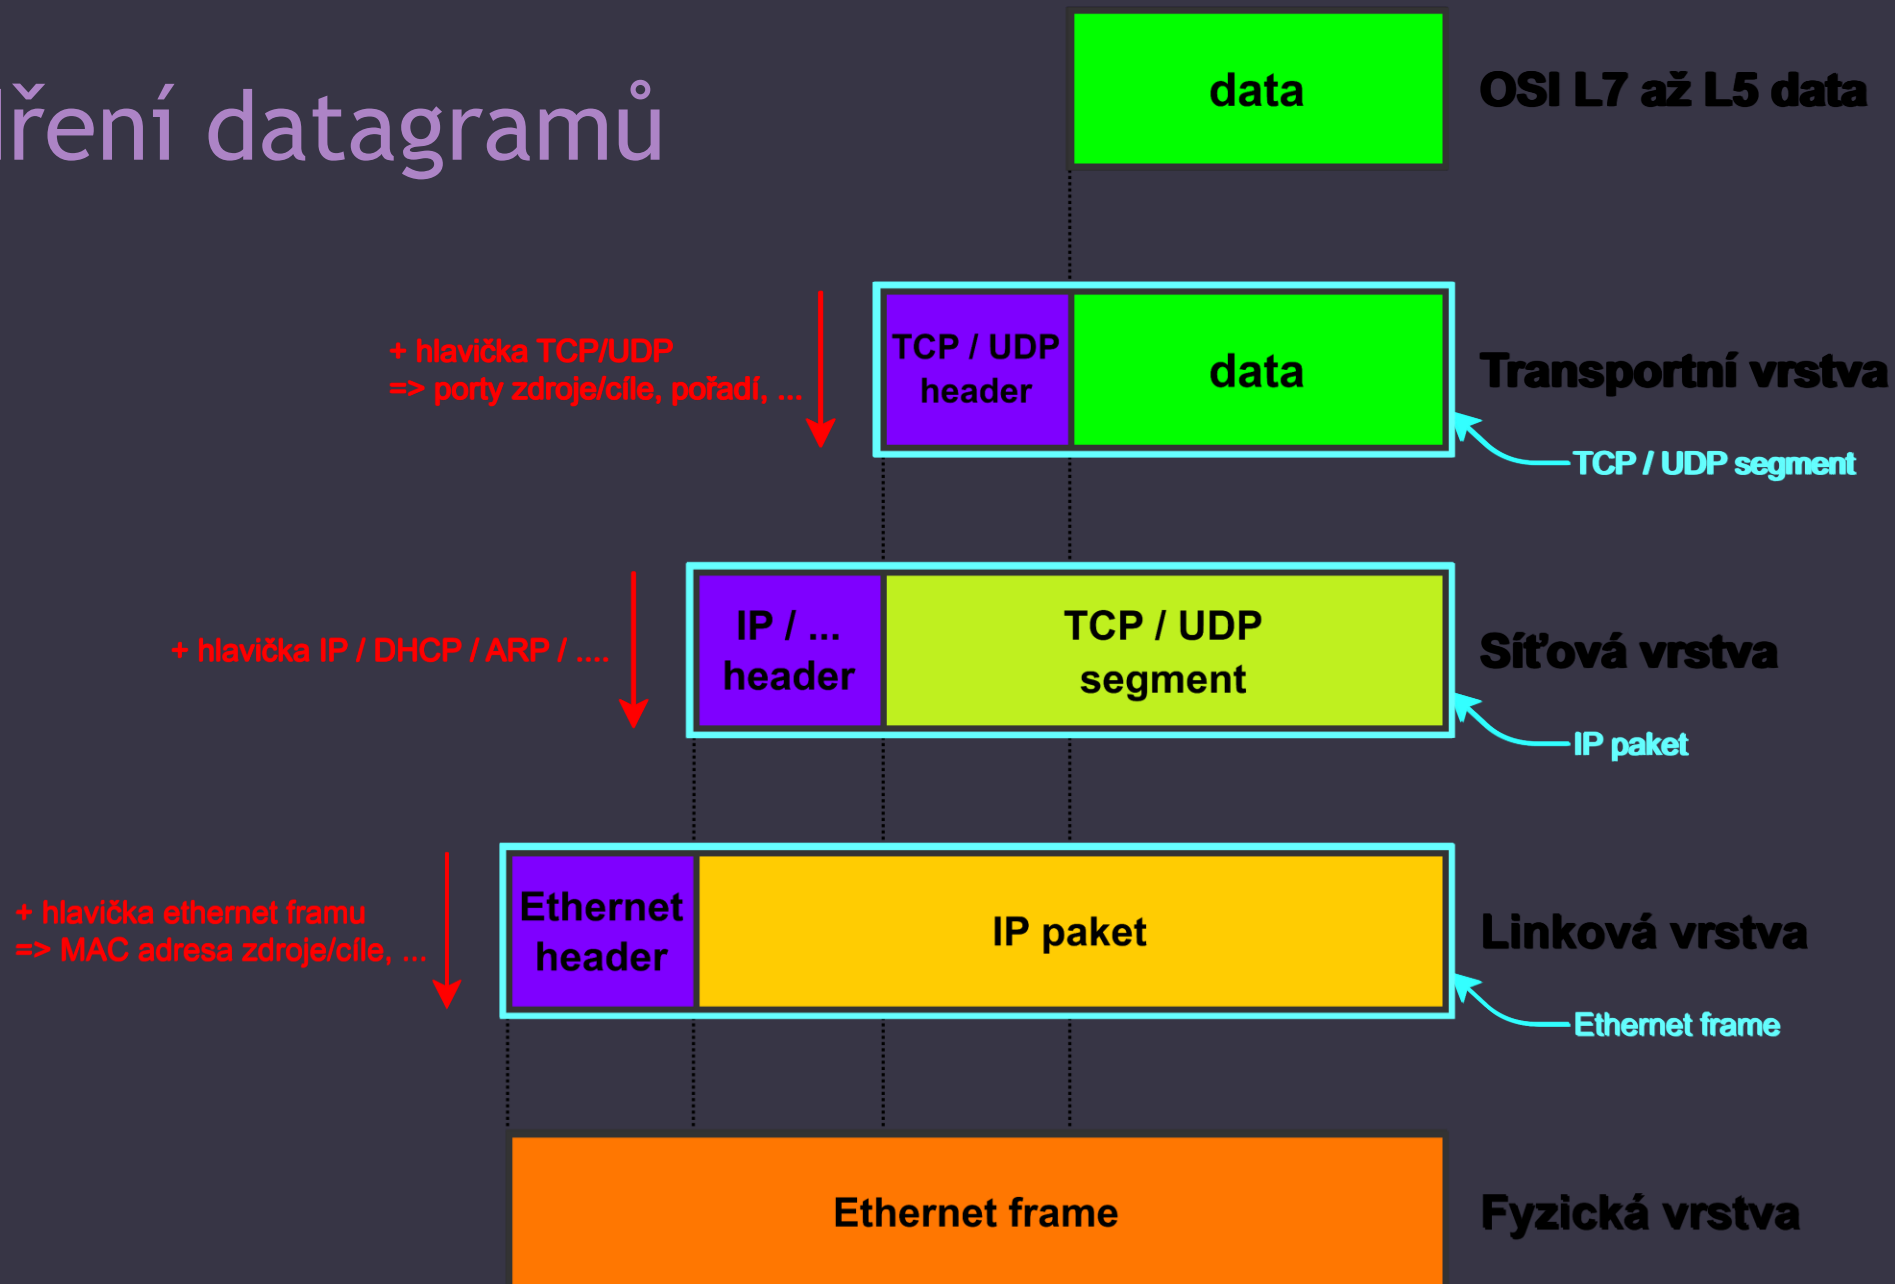 data
OSI L7 až L5 data
ření datagramů
+ hlavička TCP/UDP
=> porty zdroje/cíle, pořadí, ...
TCP / UDP
header
data
Transportní vrstva
TCP / UDP segment
+ hlavička IP / DHCP / ARP / ....
IP / ...
header
TCP / UDP
segment
Síťová vrstva
IP paket
+ hlavička ethernet framu
=> MAC adresa zdroje/cíle, ...
Ethernet
header
IP paket
Linková vrstva
Ethernet frame
Ethernet frame
Fyzická vrstva